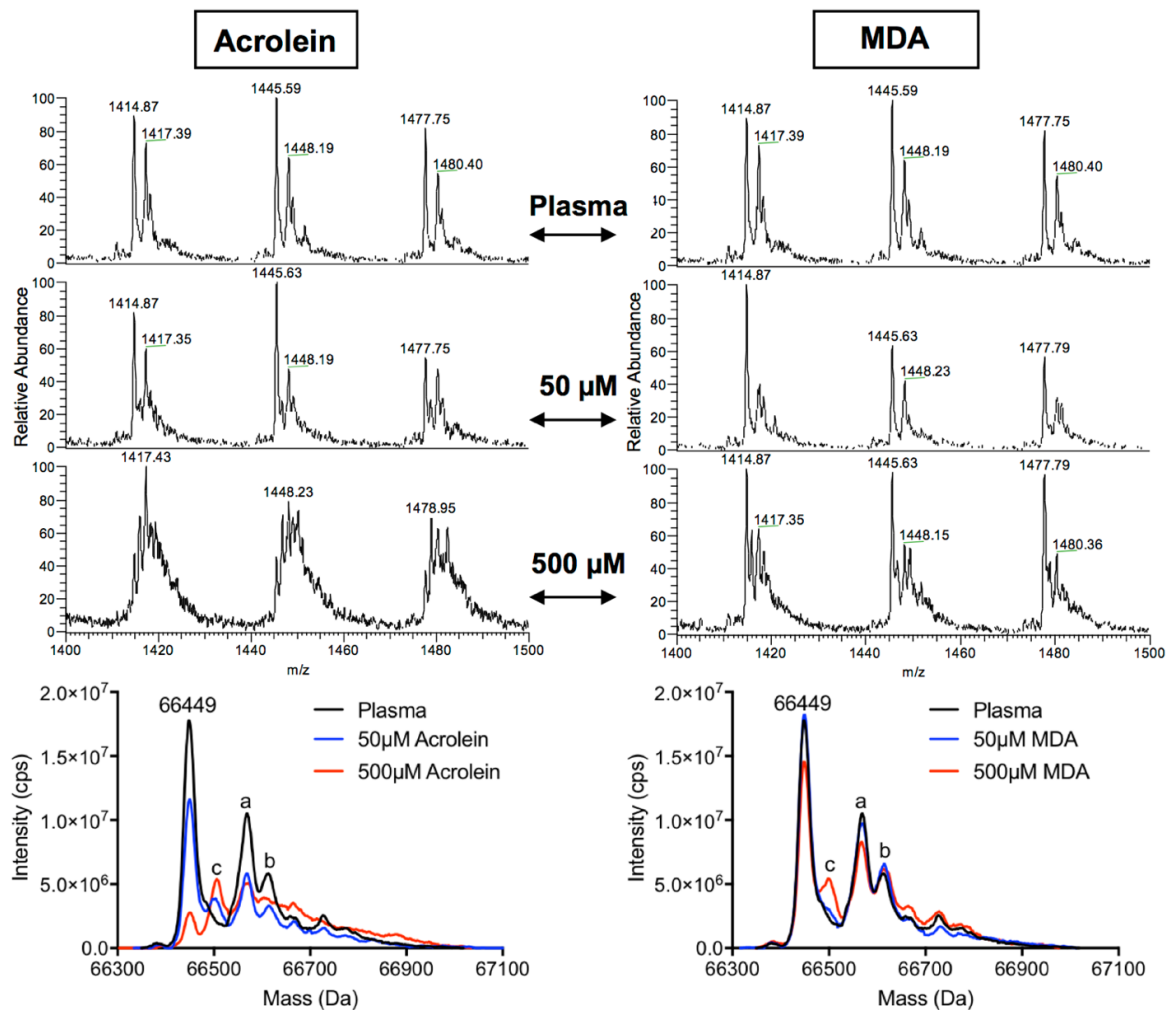 Acrolein
MDA
Relative Abundance
100
80
60
40
20
0
1414.87
1417.39
1445.59
1448.19
1477.75
1480.40
Plasma
100
80
60
40
20
0
1414.87
1417.39
1445.59
1448.19
1477.75
1480.40
100
80
60
40
20
0
1414.87
1417.35
1445.63
1448.19
1477.75
50 µM
Relative Abundance
100
80
60
40
20
0
1414.87
1445.63
1448.23
1477.79
100
80
60
40
20
0
1417.43
1448.23
1478.95
500 µM
100
80
60
40
20
0
1414.87
1417.35
1445.63
1448.15
1477.79
1480.36
1400 1420 1440 1460 1480 1500
m/z
1400 1420 1440 1460 1480 1500
m/z
Intensity (cps)
2.0×10⁷
1.5×10⁷
1.0×10⁷
5.0×10⁶
0.0
66449
a
b
c
Plasma
50µM Acrolein
500µM Acrolein
66300 66500 66700 66900 67100
Mass (Da)
Intensity (cps)
2.0×10⁷
1.5×10⁷
1.0×10⁷
5.0×10⁶
0.0
66449
a
b
c
Plasma
50µM MDA
500µM MDA
66300 66500 66700 66900 67100
Mass (Da)